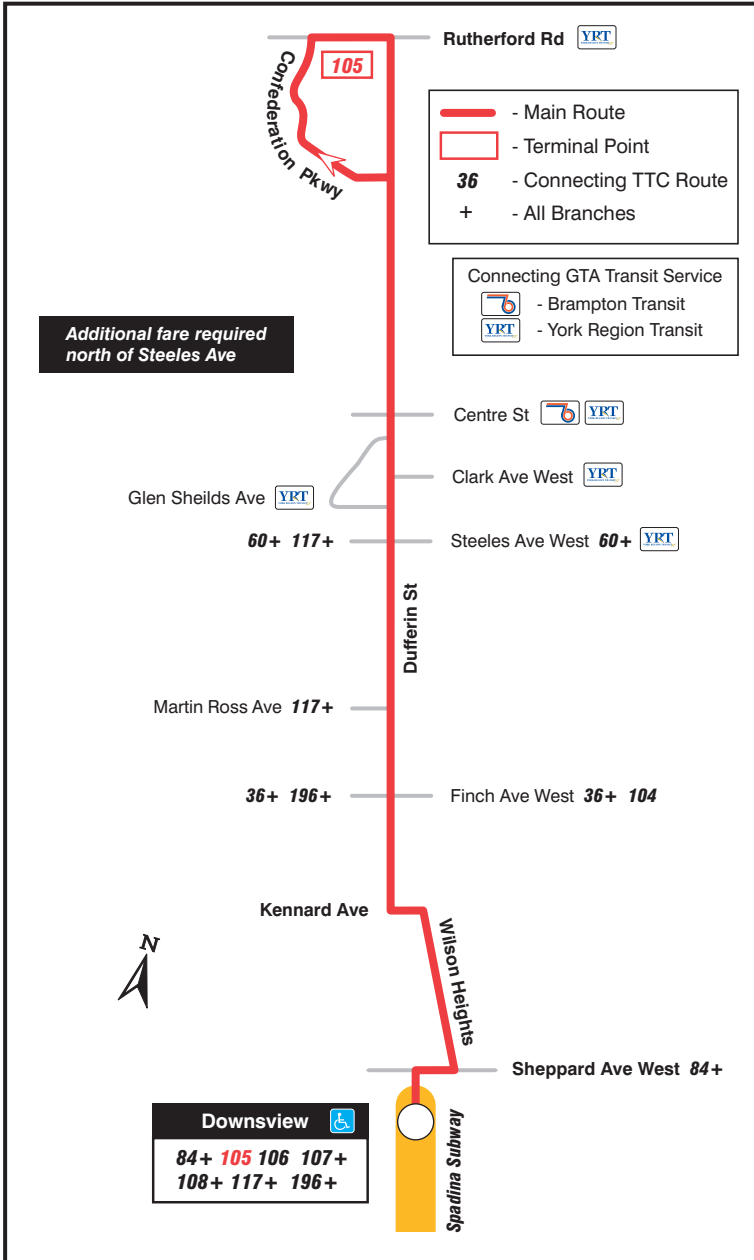 Rutherford Rd YRT
105
Confederation Pkwy
- Main Route
- Terminal Point
36 - Connecting TTC Route
+ - All Branches
Connecting GTA Transit Service
- Brampton Transit
YRT - York Region Transit
Additional fare required
north of Steeles Ave
Centre St YRT
Clark Ave West YRT
Glen Sheilds Ave YRT
60+ 117+ Steeles Ave West 60+ YRT
Dufferin St
Martin Ross Ave 117+
36+ 196+ Finch Ave West 36+ 104
Kennard Ave
Wilson Heights
N
Sheppard Ave West 84+
Downsview
84+ 105 106 107+
108+ 117+ 196+
Spadina Subway